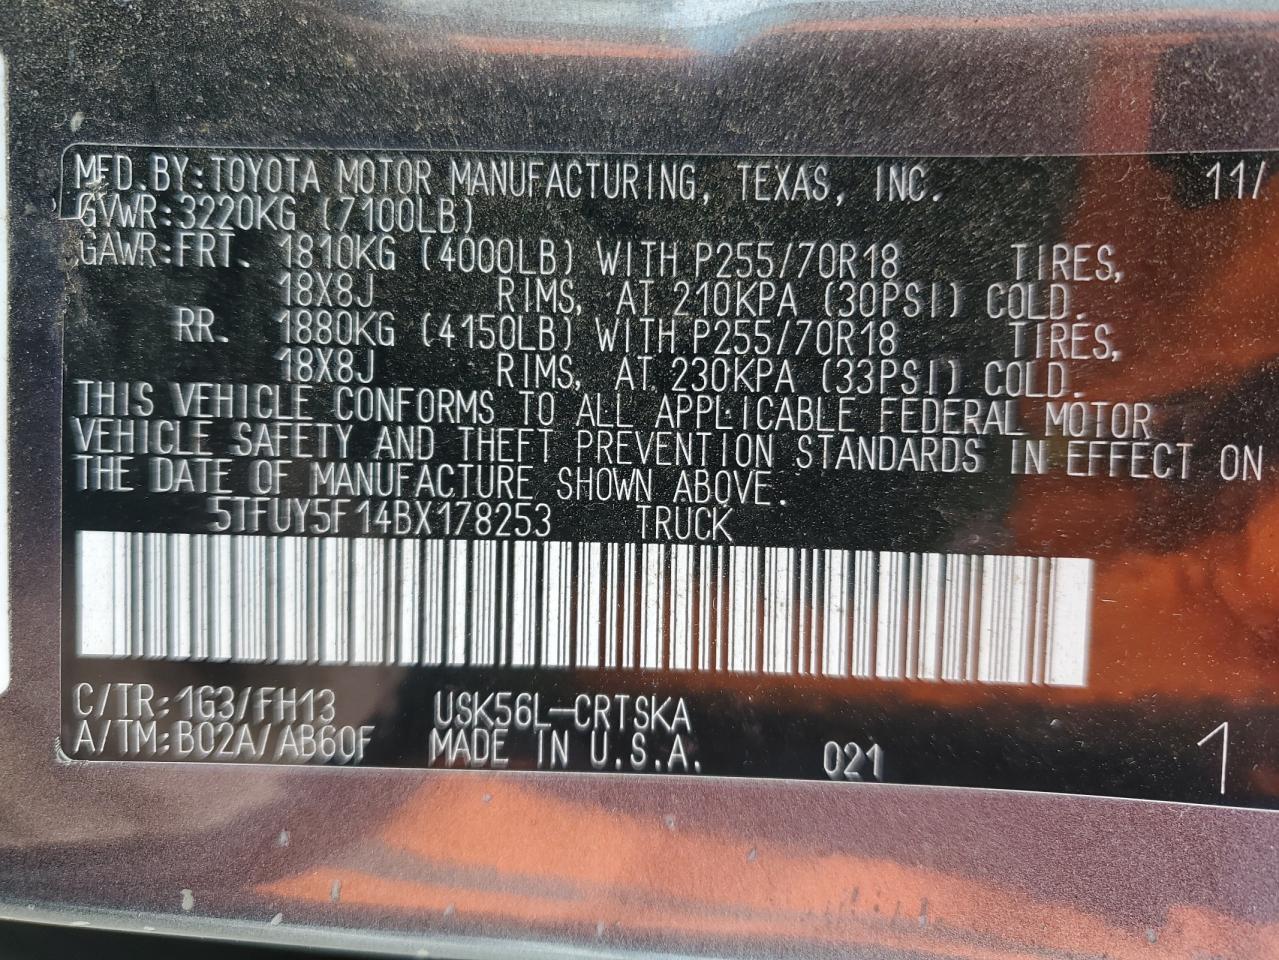 MFD.BY:TOYOTA MOTOR MANUFACTURING, TEXAS, INC. 11/
GVWR:3220KG (7100LB)
GAWR:FRT. 1810KG (4000LB) WITH P255/70R18 TIRES,
18X8J RIMS, AT 210KPA (30PSI) COLD.
RR. 1880KG (4150LB) WITH P255/70R18 TIRES,
18X8J RIMS, AT 230KPA (33PSI) COLD.
THIS VEHICLE CONFORMS TO ALL APPLICABLE FEDERAL MOTOR
VEHICLE SAFETY AND THEFT PREVENTION STANDARDS IN EFFECT ON
THE DATE OF MANUFACTURE SHOWN ABOVE.
5TFUY5F14BX178253 TRUCK
C/TR:1G3/FH13 USK56L-CRTSKA
A/TM:B02A/AB60F MADE IN U.S.A. 021 1